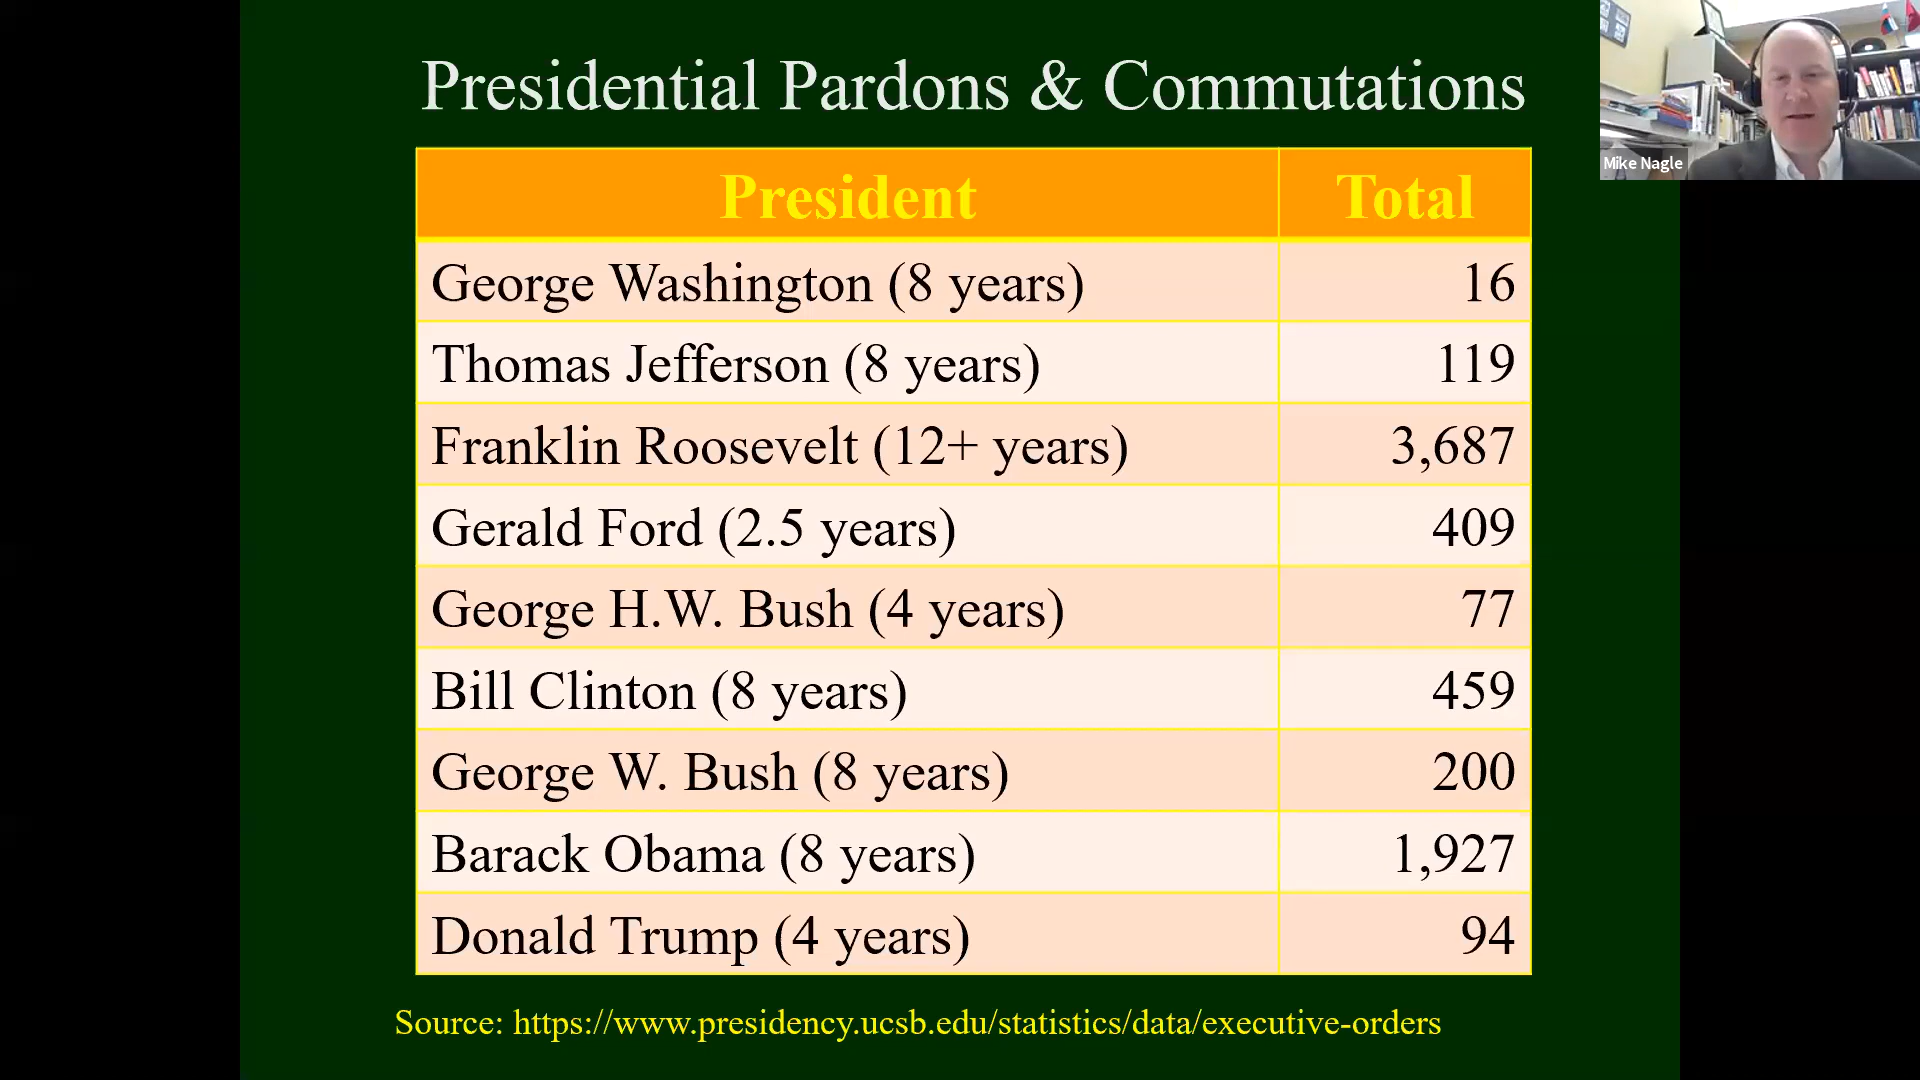 Presidential Pardons & Commutations
Mike Nagle
President Total
George Washington (8 years) 16
Thomas Jefferson (8 years) 119
Franklin Roosevelt (12+ years) 3,687
Gerald Ford (2.5 years) 409
George H.W. Bush (4 years) 77
Bill Clinton (8 years) 459
George W. Bush (8 years) 200
Barack Obama (8 years) 1,927
Donald Trump (4 years) 94
Source: https://www.presidency.ucsb.edu/statistics/data/executive-orders